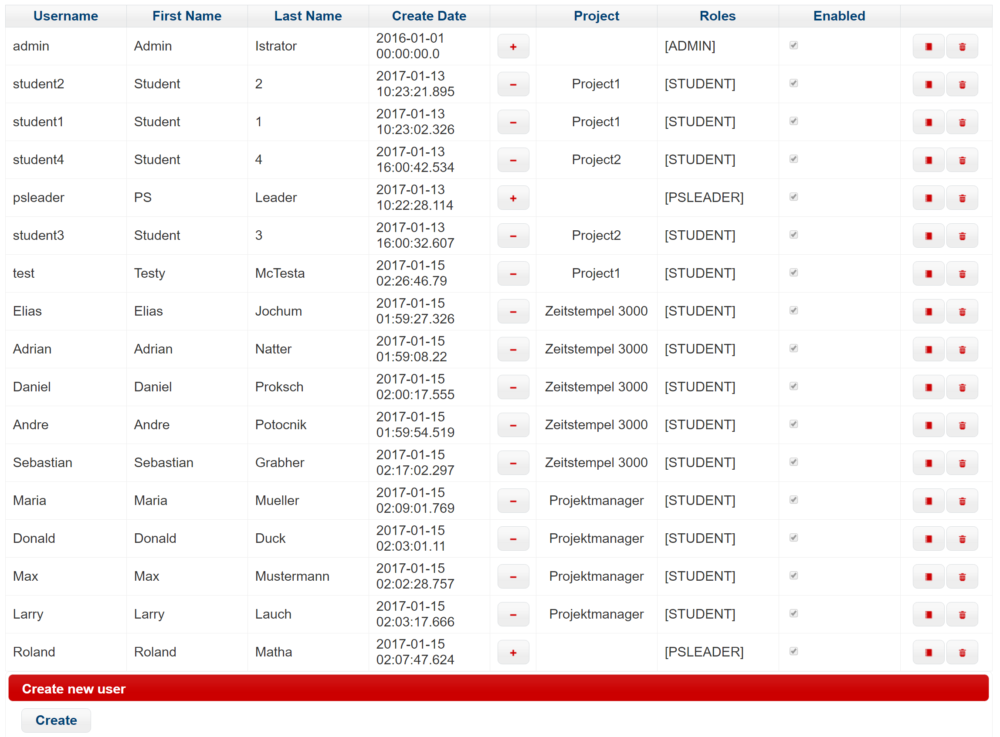 Username First Name Last Name Create Date Project Roles Enabled
admin Admin Istrator 2016-01-01 00:00:00.0 + [ADMIN]
student2 Student 2 2017-01-13 10:23:21.895 – Project1 [STUDENT]
student1 Student 1 2017-01-13 10:23:02.326 – Project1 [STUDENT]
student4 Student 4 2017-01-13 16:00:42.534 – Project2 [STUDENT]
psleader PS Leader 2017-01-13 10:22:28.114 + [PSLEADER]
student3 Student 3 2017-01-13 16:00:32.607 – Project2 [STUDENT]
test Testy McTesta 2017-01-15 02:26:46.79 – Project1 [STUDENT]
Elias Elias Jochum 2017-01-15 01:59:27.326 – Zeitstempel 3000 [STUDENT]
Adrian Adrian Natter 2017-01-15 01:59:08.22 – Zeitstempel 3000 [STUDENT]
Daniel Daniel Proksch 2017-01-15 02:00:17.555 – Zeitstempel 3000 [STUDENT]
Andre Andre Potocnik 2017-01-15 01:59:54.519 – Zeitstempel 3000 [STUDENT]
Sebastian Sebastian Grabher 2017-01-15 02:17:02.297 – Zeitstempel 3000 [STUDENT]
Maria Maria Mueller 2017-01-15 02:09:01.769 – Projektmanager [STUDENT]
Donald Donald Duck 2017-01-15 02:03:01.11 – Projektmanager [STUDENT]
Max Max Mustermann 2017-01-15 02:02:28.757 – Projektmanager [STUDENT]
Larry Larry Lauch 2017-01-15 02:03:17.666 – Projektmanager [STUDENT]
Roland Roland Matha 2017-01-15 02:07:47.624 + [PSLEADER]
Create new user
Create